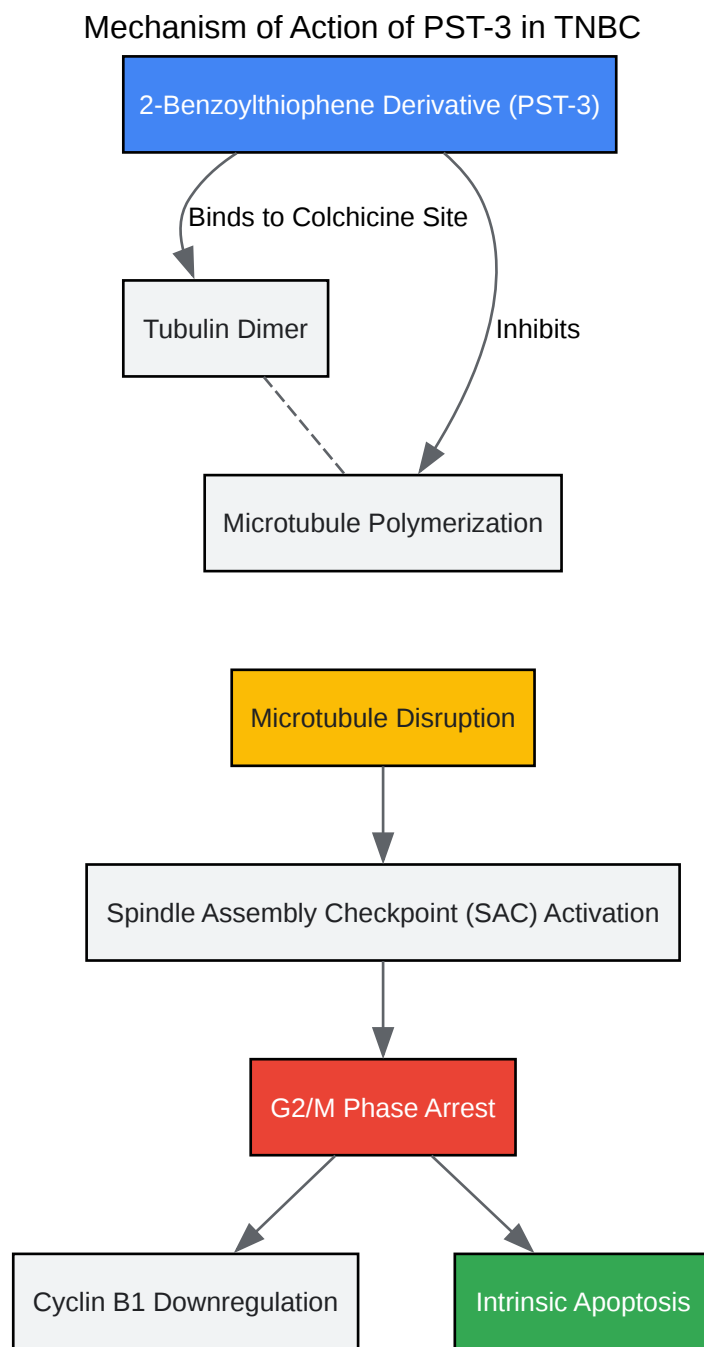 Mechanism of Action of PST-3 in TNBC
2-Benzoylthiophene Derivative (PST-3)
Binds to Colchicine Site
Tubulin Dimer
Inhibits
Microtubule Polymerization
Microtubule Disruption
Spindle Assembly Checkpoint (SAC) Activation
G2/M Phase Arrest
Cyclin B1 Downregulation
Intrinsic Apoptosis